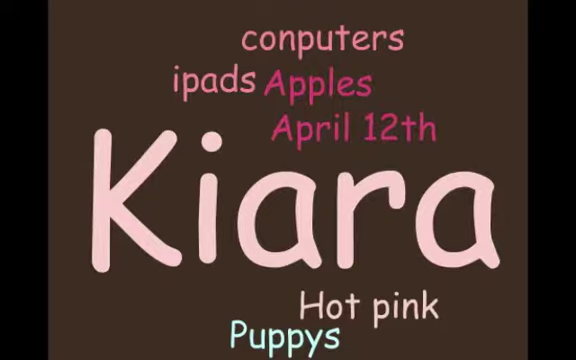 conputers
ipads Apples
April 12th
Kiara
Hot pink
Puppys